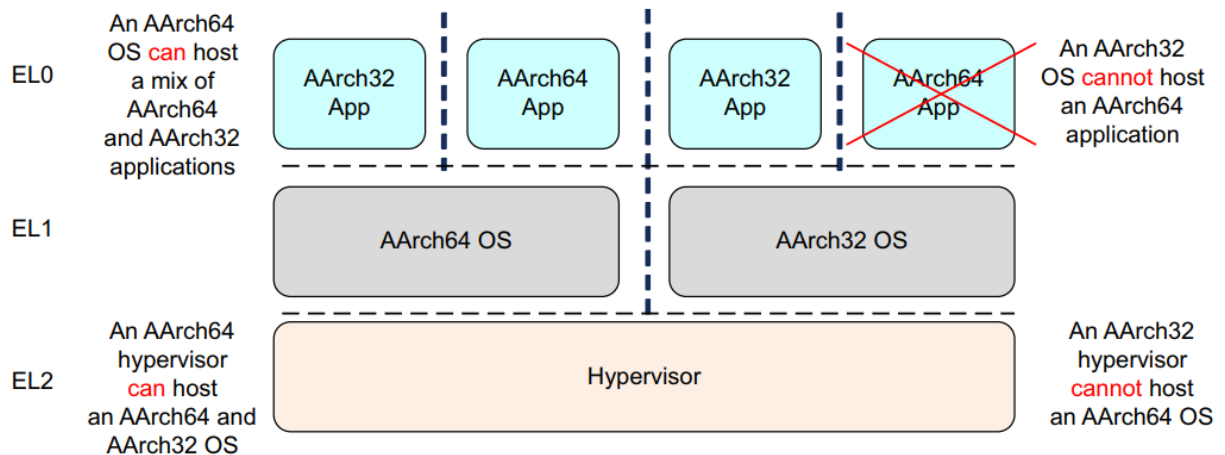 An AArch64
OS can host
a mix of
AArch64
and AArch32
applications
EL0
AArch32
App
AArch64
App
AArch32
App
AArch64
App
An AArch32
OS cannot host
an AArch64
application
EL1
AArch64 OS
AArch32 OS
An AArch64
hypervisor
can host
an AArch64 and
AArch32 OS
EL2
Hypervisor
An AArch32
hypervisor
cannot host
an AArch64 OS